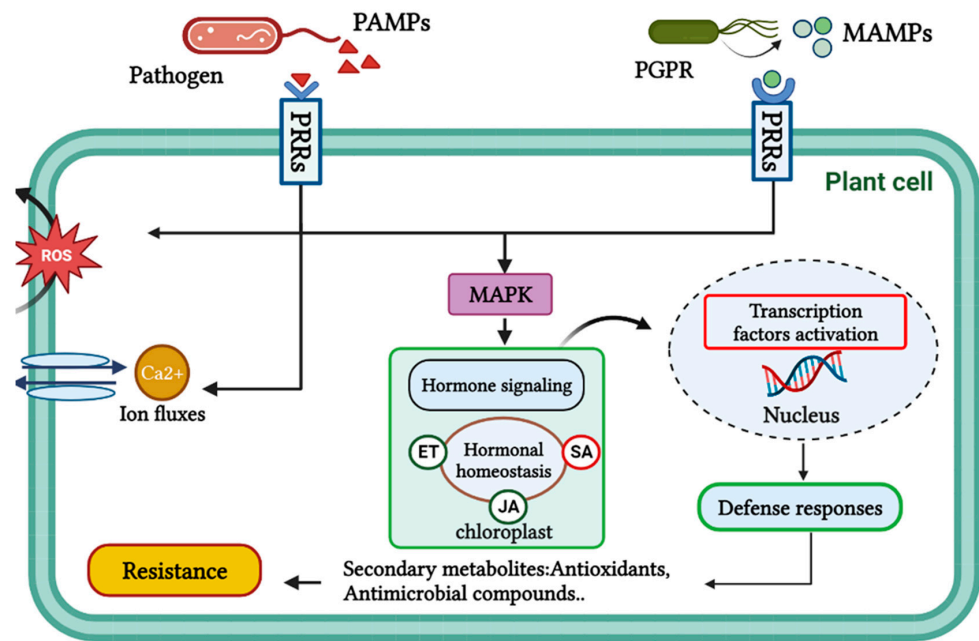 PAMPs
Pathogen
PGPR
MAMPs
PRRs
PRRs
Plant cell
ROS
MAPK
Transcription
factors activation
Ca2+
Ion fluxes
Hormone signaling
Nucleus
ET
Hormonal
homeostasis
SA
JA
chloroplast
Defense responses
Resistance
Secondary metabolites:Antioxidants,
Antimicrobial compounds..